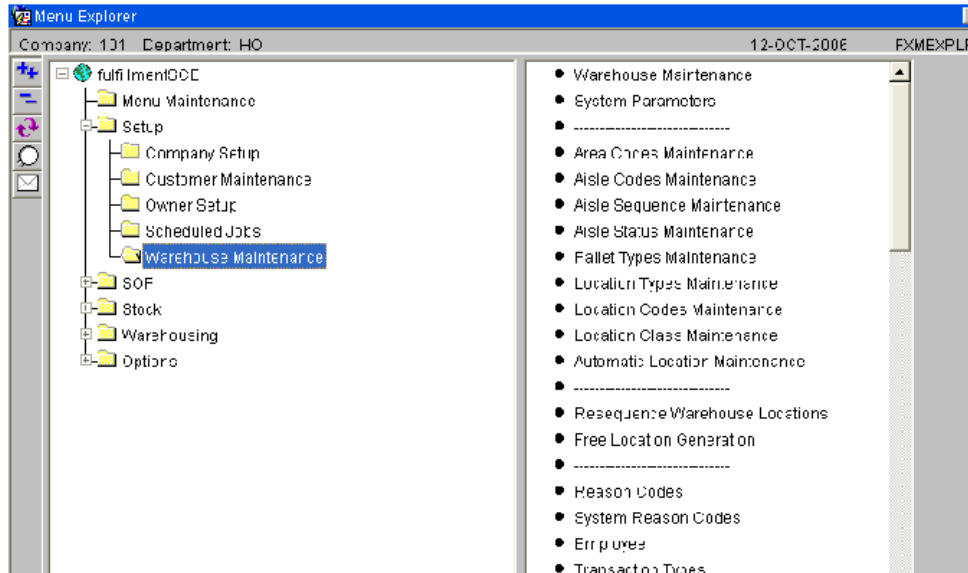 Menu Explorer
Company: 101 Department: HO 12-OCT-2006 FXMEXPLR
Menu Maintenance
Setup
Company Setup
Customer Maintenance
Owner Setup
Scheduled Jobs
Warehouse Maintenance
SOF
Stock
Warehousing
Options
Warehouse Maintenance
System Parameters
------------------------------
Area Codes Maintenance
Aisle Codes Maintenance
Aisle Sequence Maintenance
Aisle Status Maintenance
Pallet Types Maintenance
Location Types Maintenance
Location Codes Maintenance
Location Class Maintenance
Automatic Location Maintenance
------------------------------
Resequence Warehouse Locations
Free Location Generation
------------------------------
Reason Codes
System Reason Codes
Employee
Transaction Types